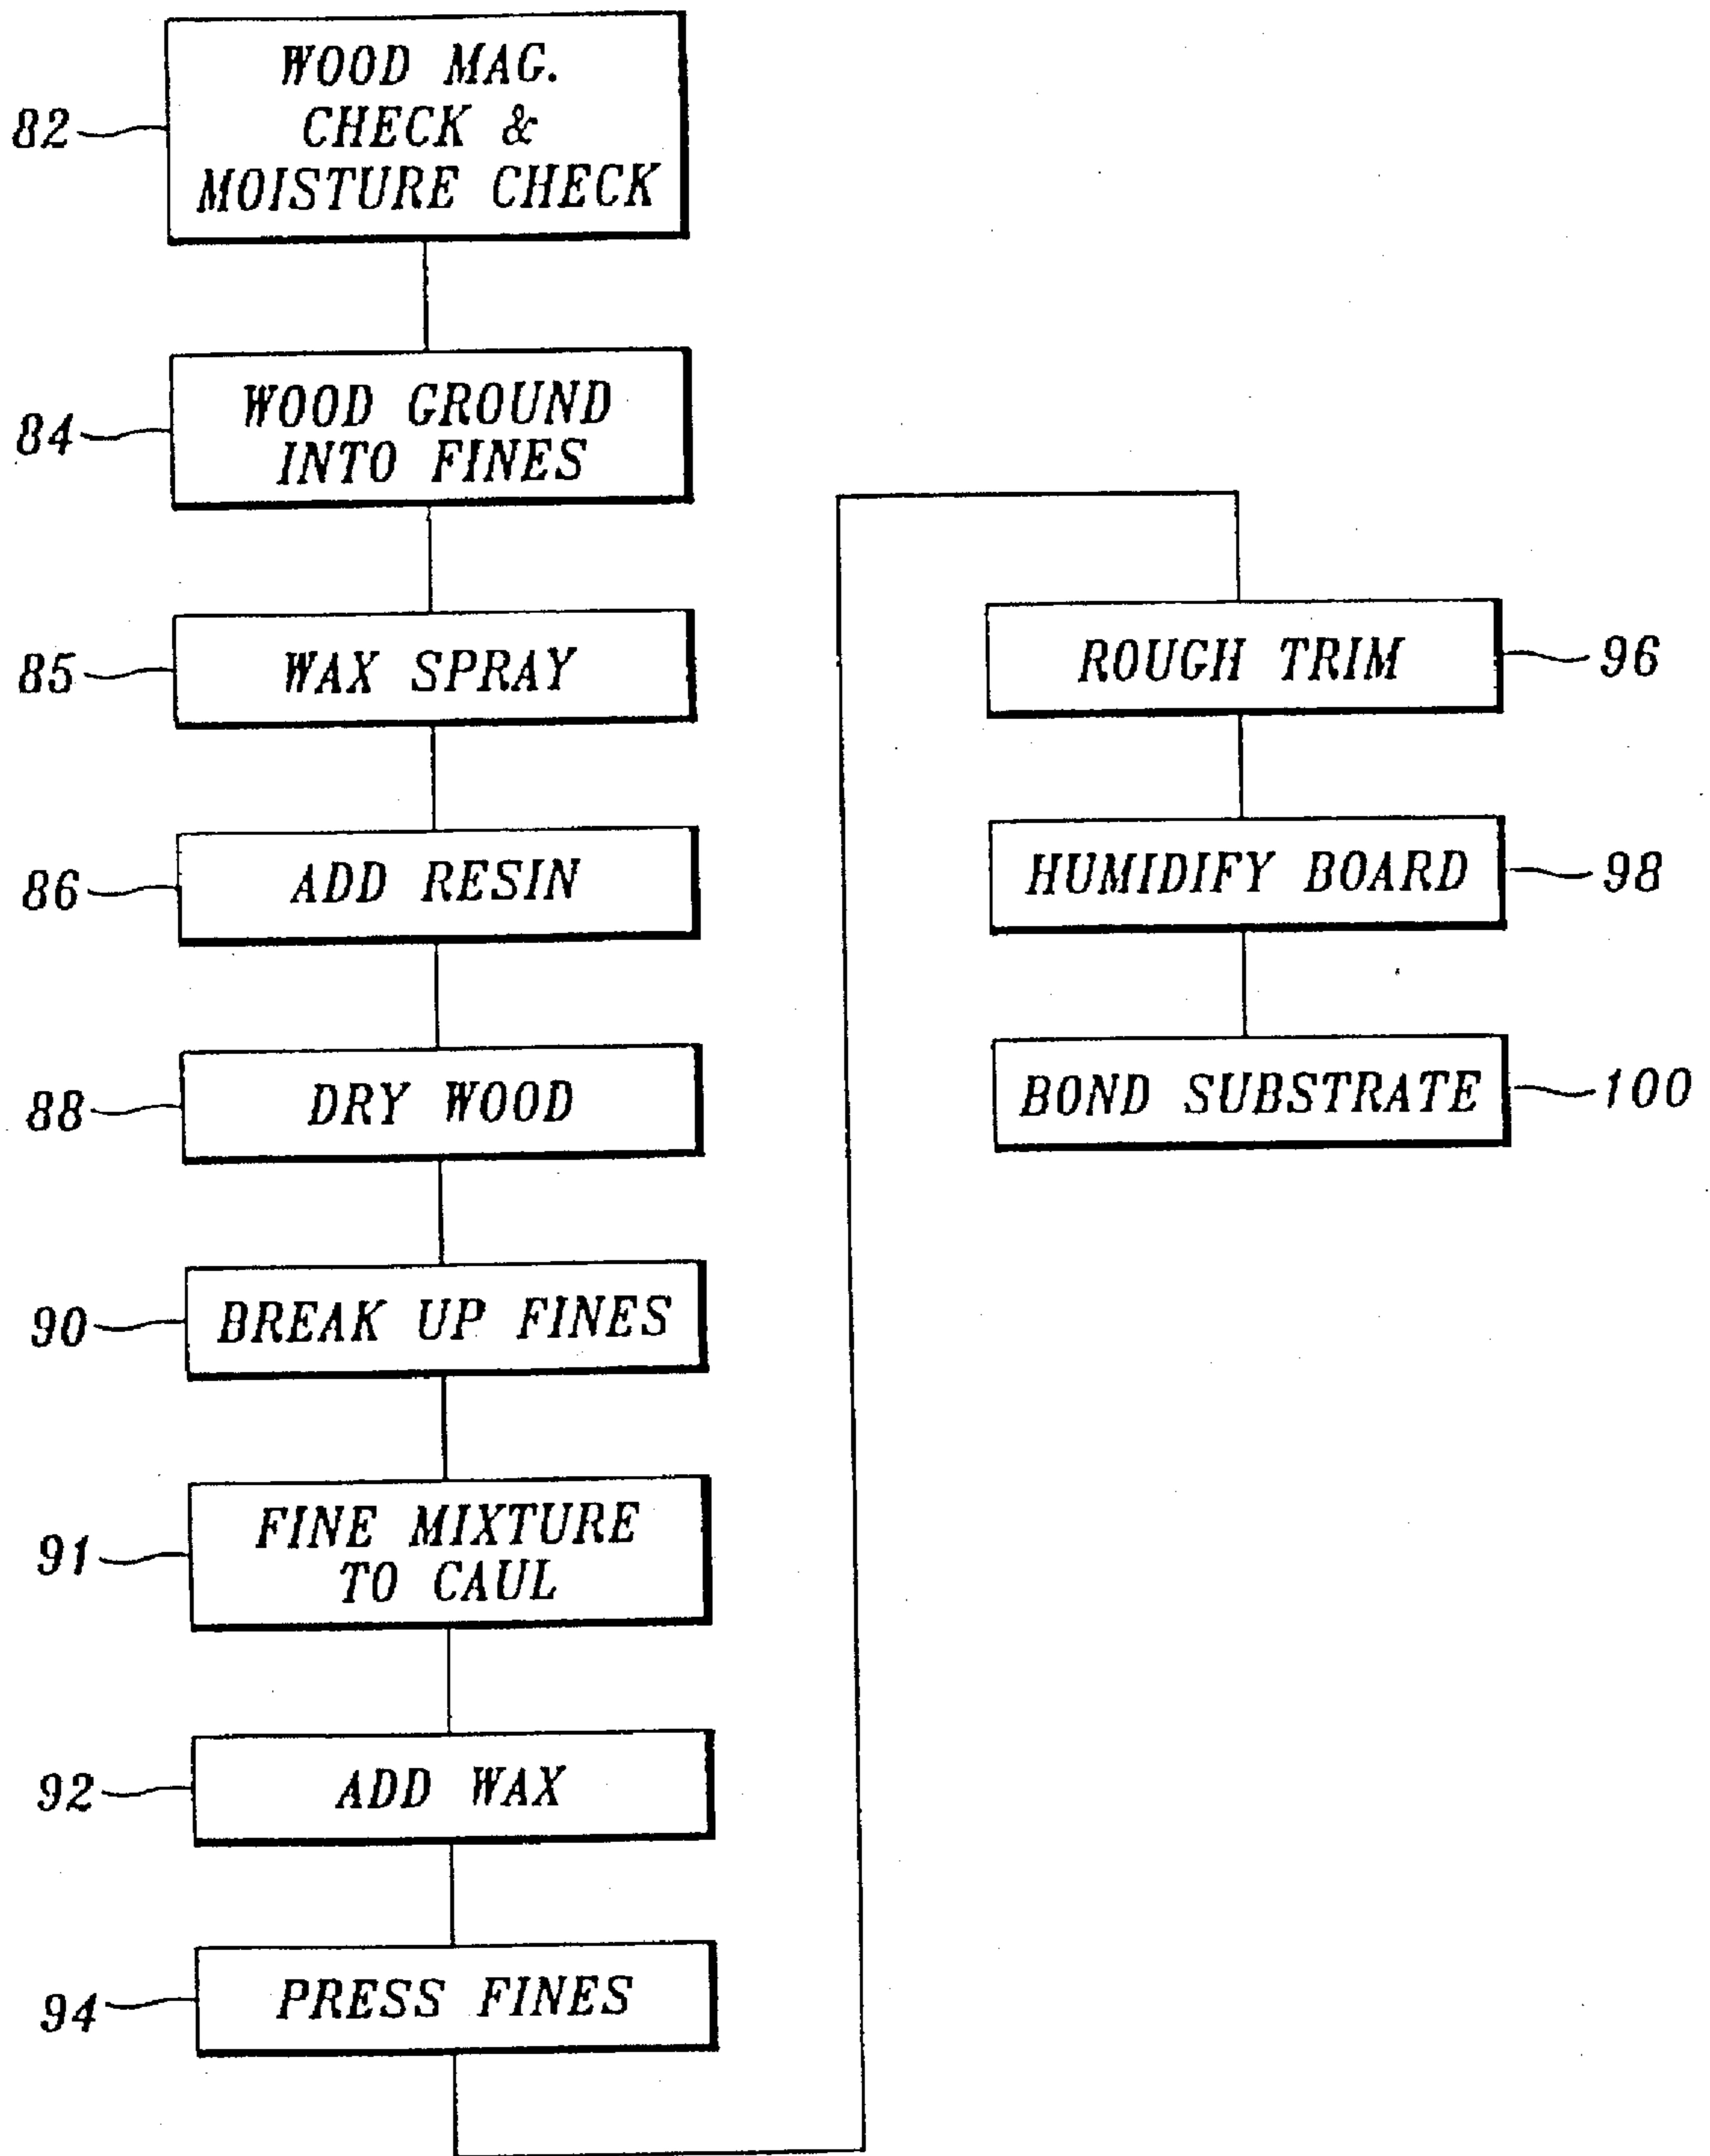 WOOD MAG.
CHECK &
MOISTURE CHECK
82
WOOD GROUND
INTO FINES
84
WAX SPRAY
85
ADD RESIN
86
DRY WOOD
88
BREAK UP FINES
90
FINE MIXTURE
TO CAUL
91
ADD WAX
92
PRESS FINES
94
ROUGH TRIM
96
HUMIDIFY BOARD
98
BOND SUBSTRATE
100